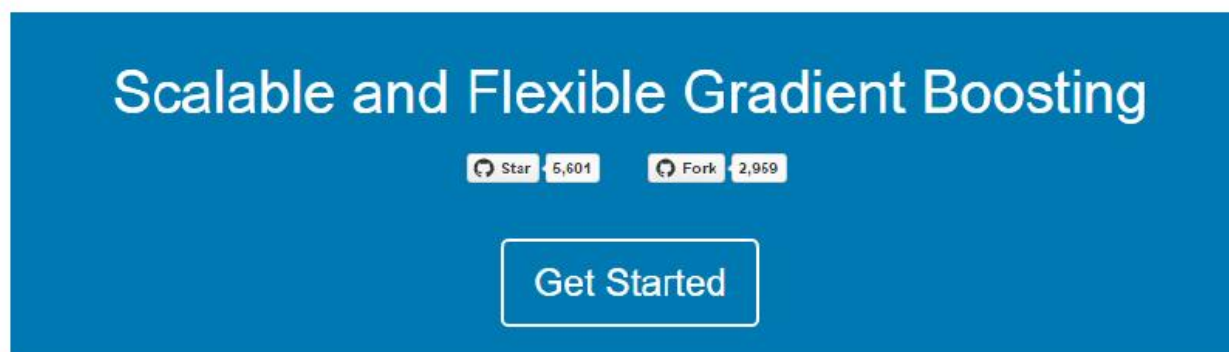 Scalable and Flexible Gradient Boosting
Star 5,601 Fork 2,959
Get Started